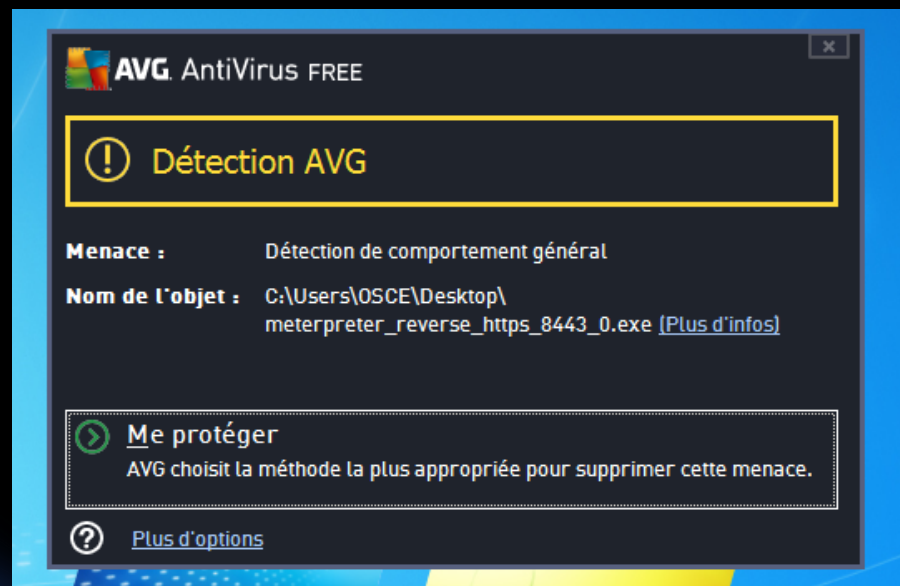 AVG. AntiVirus FREE
Détection AVG
Menace : Détection de comportement général
Nom de l'objet : C:\Users\OSCE\Desktop\
meterpreter_reverse_https_8443_0.exe (Plus d'infos)
Me protéger
AVG choisit la méthode la plus appropriée pour supprimer cette menace.
Plus d'options